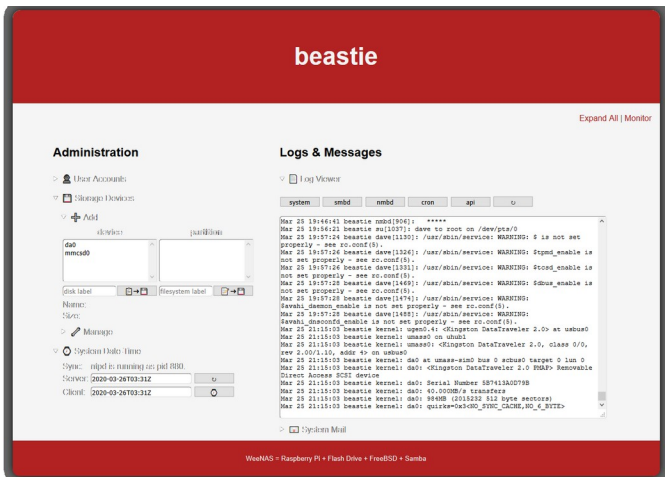 beastie
Expand All | Monitor
Administration
User Accounts
Storage Devices
Add
device
partition
da0
mmcsd0
disk label
filesystem label
Name:
Size:
Manage
System Date-Time
Sync: ntpd is running as pid 880.
Server: 2020-03-26T03:31Z
Client: 2020-03-26T03:31Z
Logs & Messages
Log Viewer
system smbd nmbd cron api
Mar 25 19:46:41 beastie nmbd[906]: *****
Mar 25 19:56:21 beastie su[1037]: dave to root on /dev/pts/0
Mar 25 19:57:24 beastie dave[1130]: /usr/sbin/service: WARNING: $ is not set
properly - see rc.conf(5).
Mar 25 19:57:26 beastie dave[1326]: /usr/sbin/service: WARNING: $tpmd_enable is
not set properly - see rc.conf(5).
Mar 25 19:57:26 beastie dave[1331]: /usr/sbin/service: WARNING: $tcsd_enable is
not set properly - see rc.conf(5).
Mar 25 19:57:28 beastie dave[1469]: /usr/sbin/service: WARNING: $dbus_enable is
not set properly - see rc.conf(5).
Mar 25 19:57:28 beastie dave[1474]: /usr/sbin/service: WARNING:
$avahi_daemon_enable is not set properly - see rc.conf(5).
Mar 25 19:57:28 beastie dave[1488]: /usr/sbin/service: WARNING:
$avahi_dnsconfd_enable is not set properly - see rc.conf(5).
Mar 25 21:15:03 beastie kernel: ugen0.4: <Kingston DataTraveler 2.0> at usbus0
Mar 25 21:15:03 beastie kernel: umass0 on uhub1
Mar 25 21:15:03 beastie kernel: umass0: <Kingston DataTraveler 2.0, class 0/0,
rev 2.00/1.10, addr 4> on usbus0
Mar 25 21:15:03 beastie kernel: da0 at umass-sim0 bus 0 scbus0 target 0 lun 0
Mar 25 21:15:03 beastie kernel: da0: <Kingston DataTraveler 2.0 PMAP> Removable
Direct Access SCSI device
Mar 25 21:15:03 beastie kernel: da0: Serial Number 5B7413A0D79B
Mar 25 21:15:03 beastie kernel: da0: 40.000MB/s transfers
Mar 25 21:15:03 beastie kernel: da0: 984MB (2015232 512 byte sectors)
Mar 25 21:15:03 beastie kernel: da0: quirks=0x3<NO_SYNC_CACHE,NO_6_BYTE>
System Mail
WeeNAS = Raspberry PI + Flash Drive + FreeBSD + Samba